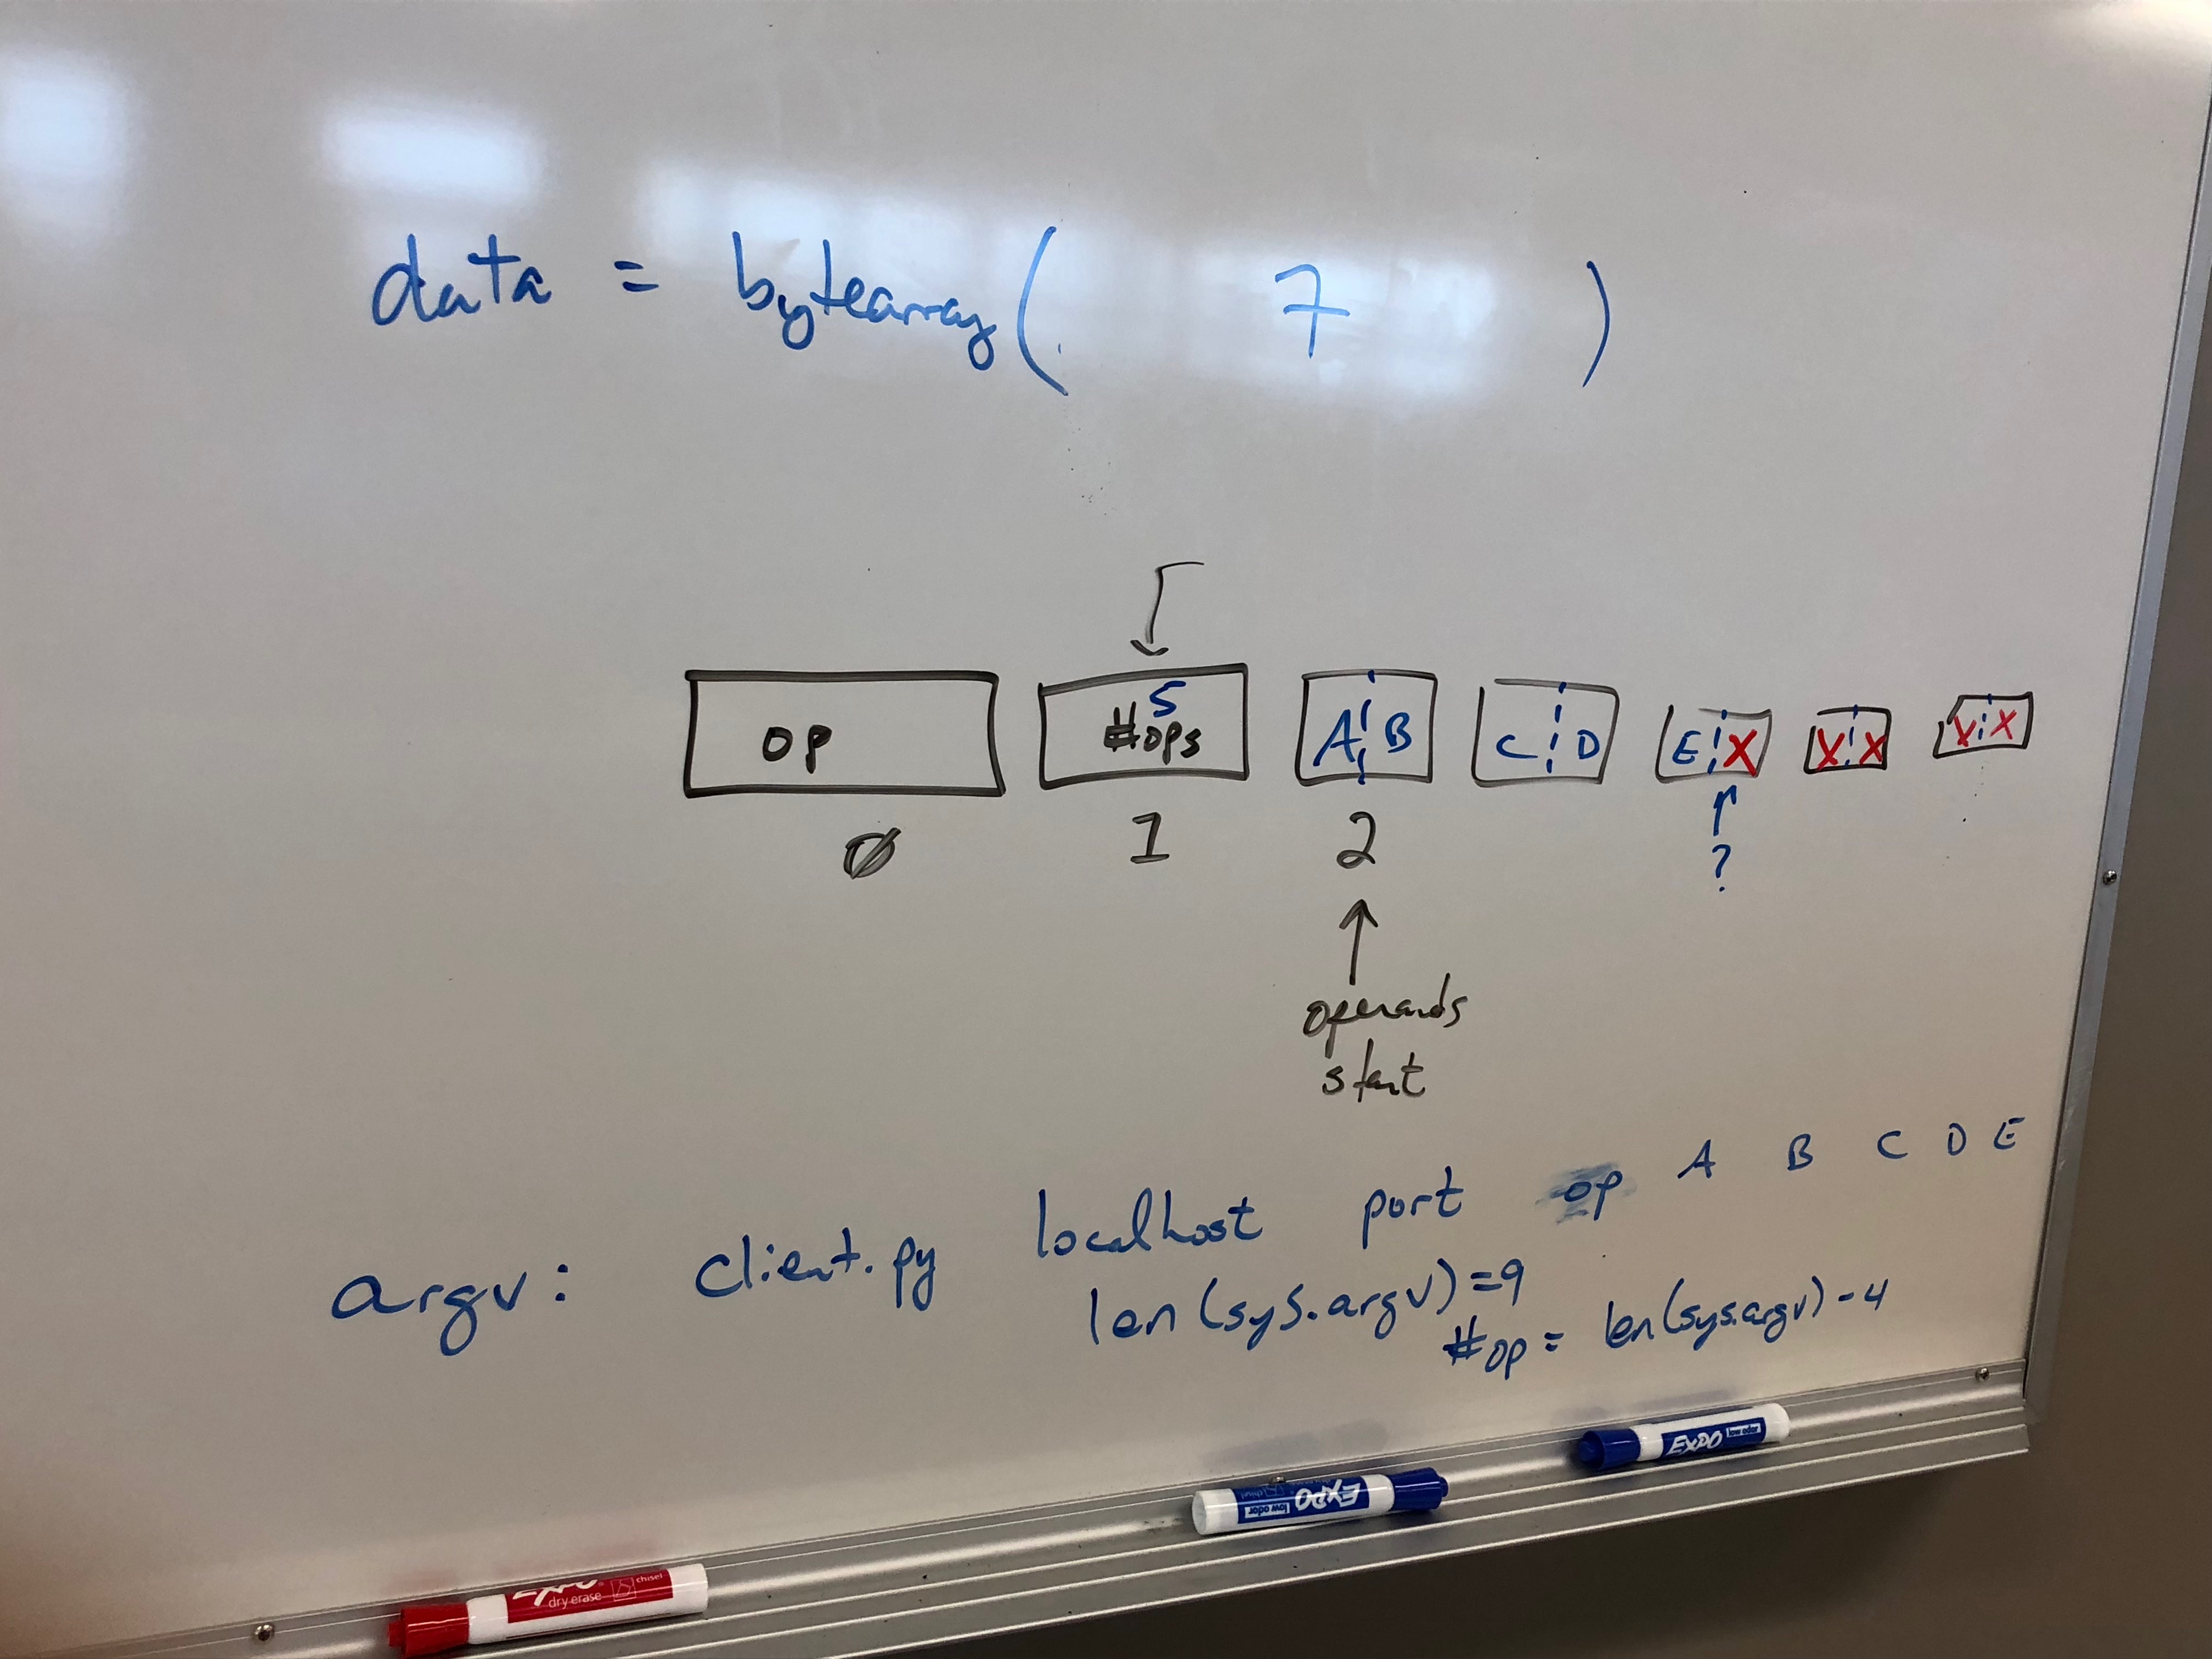 data = bytearray( 7 )
5
op #ops A B C D E X X X X X
0 1 2 ?
operands
start
argv: client.py localhost port op A B C D E
len(sys.argv)=9
#op = len(sys.argv)-4
EXPO low odor
EXPO low odor
EXPO chisel
dry erase